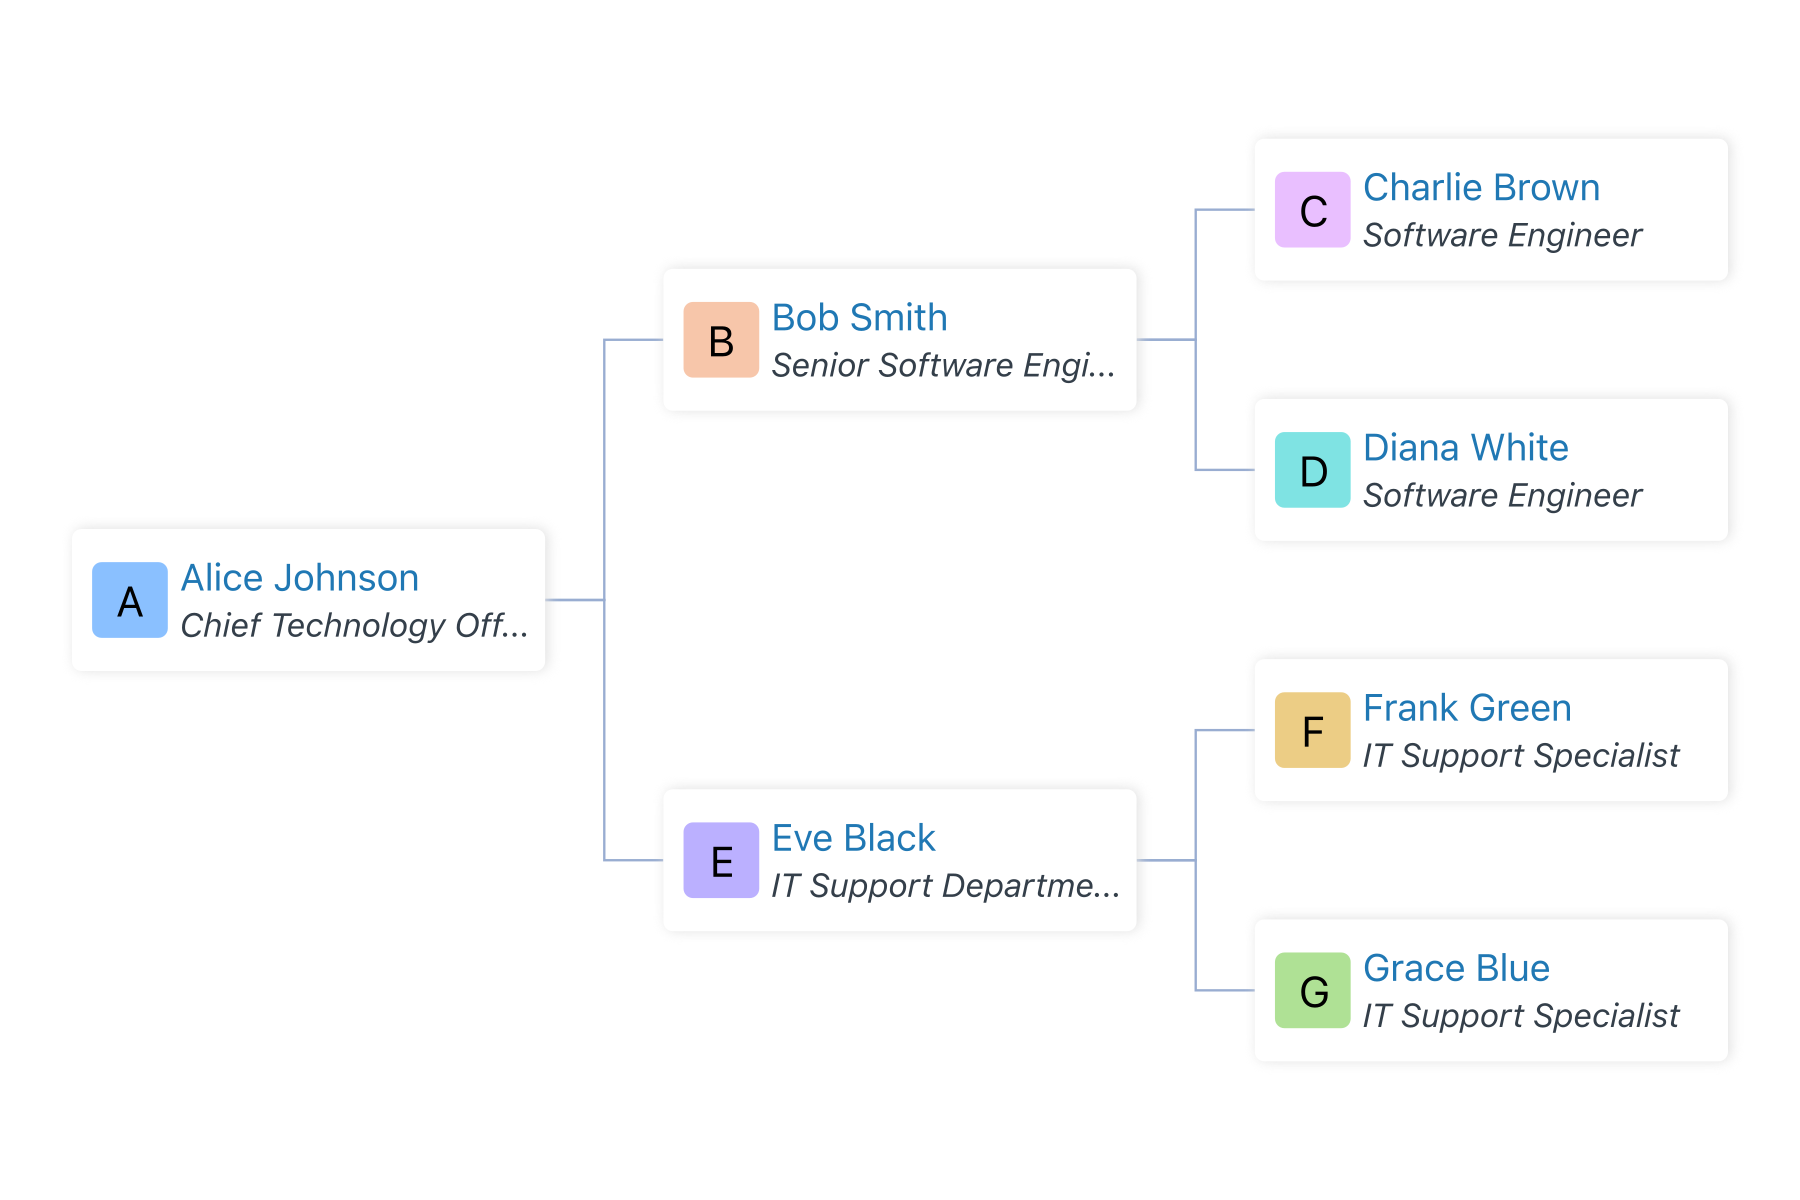 A
Alice Johnson
Chief Technology Off...
B
Bob Smith
Senior Software Engi...
C
Charlie Brown
Software Engineer
D
Diana White
Software Engineer
E
Eve Black
IT Support Departme...
F
Frank Green
IT Support Specialist
G
Grace Blue
IT Support Specialist